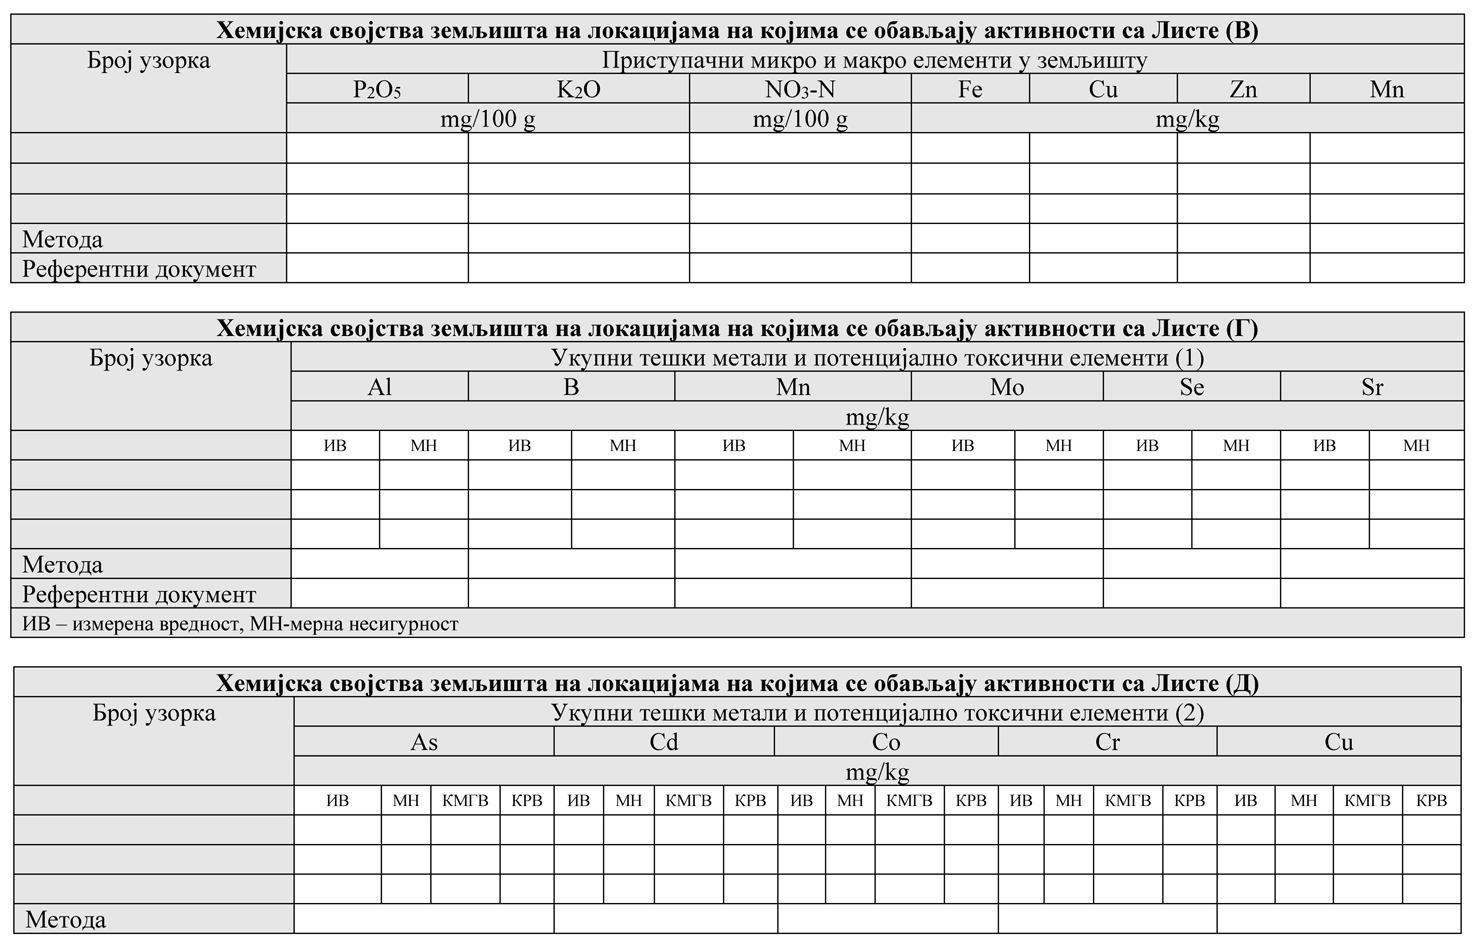 Хемијска својства земљишта на локацијама на којима се обављају активности са Листе (В)
Број узорка Приступачни микро и макро елементи у земљишту
P₂O₅ K₂O NO₃-N Fe Cu Zn Mn
mg/100 g mg/100 g mg/kg
Метода
Референтни документ
Хемијска својства земљишта на локацијама на којима се обављају активности са Листе (Г)
Број узорка Укупни тешки метали и потенцијално токсични елементи (1)
Al B Mn Mo Se Sr
mg/kg
ИВ МН ИВ МН ИВ МН ИВ МН ИВ МН ИВ МН
Метода
Референтни документ
ИВ – измерена вредност, МН-мерна несигурност
Хемијска својства земљишта на локацијама на којима се обављају активности са Листе (Д)
Број узорка Укупни тешки метали и потенцијално токсични елементи (2)
As Cd Co Cr Cu
mg/kg
ИВ МН КМГВ КРВ ИВ МН КМГВ КРВ ИВ МН КМГВ КРВ ИВ МН КМГВ КРВ ИВ МН КМГВ КРВ
Метода